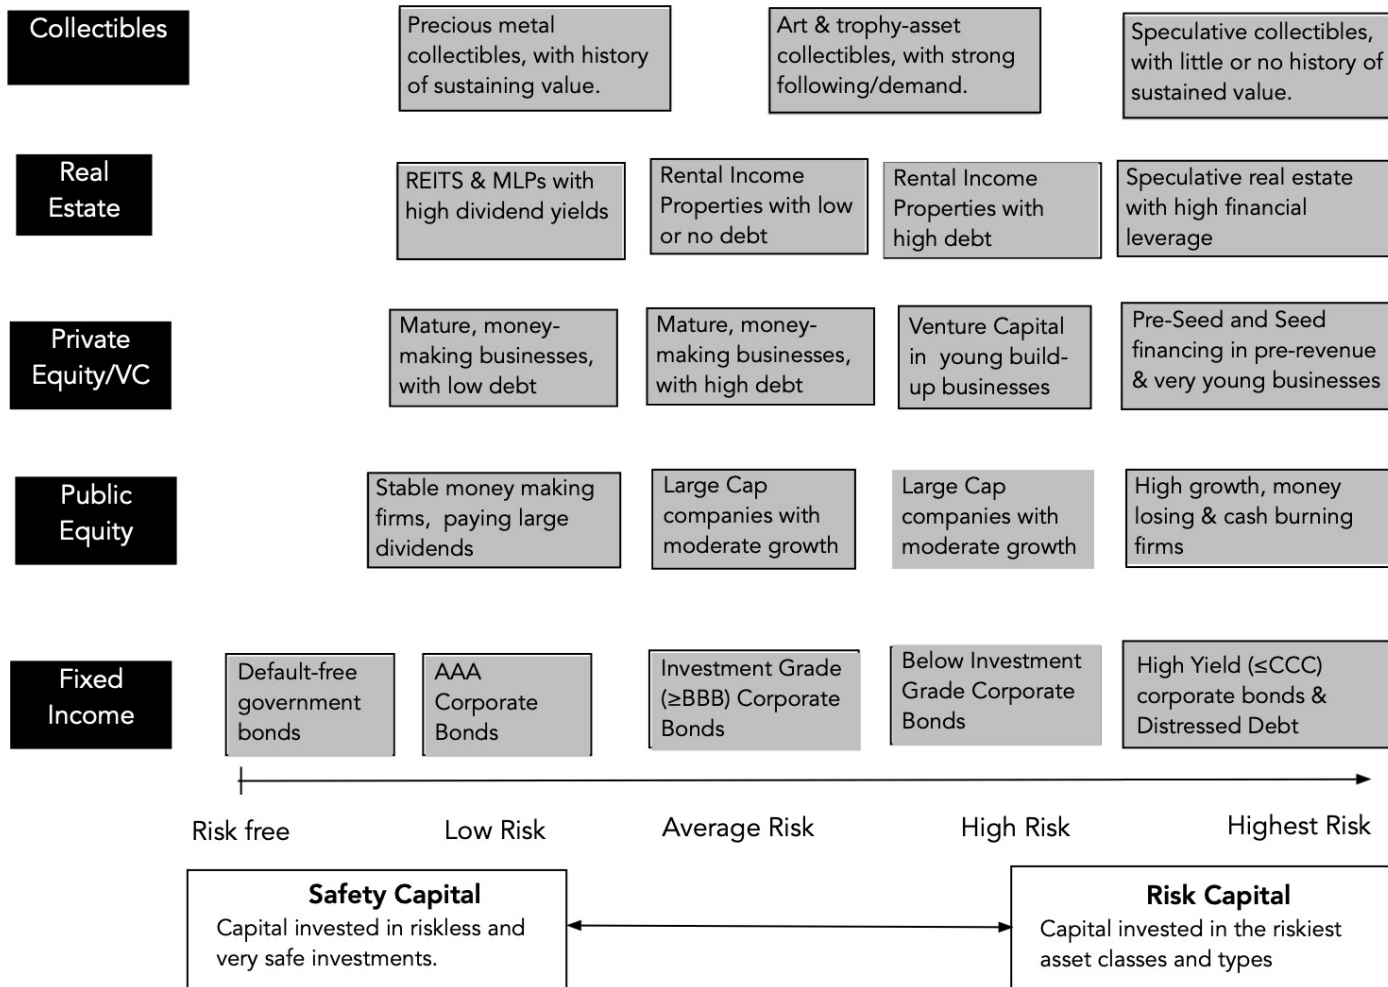 Collectibles
Precious metal
collectibles, with history
of sustaining value.
Art & trophy-asset
collectibles, with strong
following/demand.
Speculative collectibles,
with little or no history of
sustained value.
Real
Estate
REITS & MLPs with
high dividend yields
Rental Income
Properties with low
or no debt
Rental Income
Properties with
high debt
Speculative real estate
with high financial
leverage
Private
Equity/VC
Mature, money-
making businesses,
with low debt
Mature, money-
making businesses,
with high debt
Venture Capital
in young build-
up businesses
Pre-Seed and Seed
financing in pre-revenue
& very young businesses
Public
Equity
Stable money making
firms, paying large
dividends
Large Cap
companies with
moderate growth
Large Cap
companies with
moderate growth
High growth, money
losing & cash burning
firms
Fixed
Income
Default-free
government
bonds
AAA
Corporate
Bonds
Investment Grade
(≥BBB) Corporate
Bonds
Below Investment
Grade Corporate
Bonds
High Yield (≤CCC)
corporate bonds &
Distressed Debt
Risk free
Low Risk
Average Risk
High Risk
Highest Risk
Safety Capital
Capital invested in riskless and
very safe investments.
Risk Capital
Capital invested in the riskiest
asset classes and types